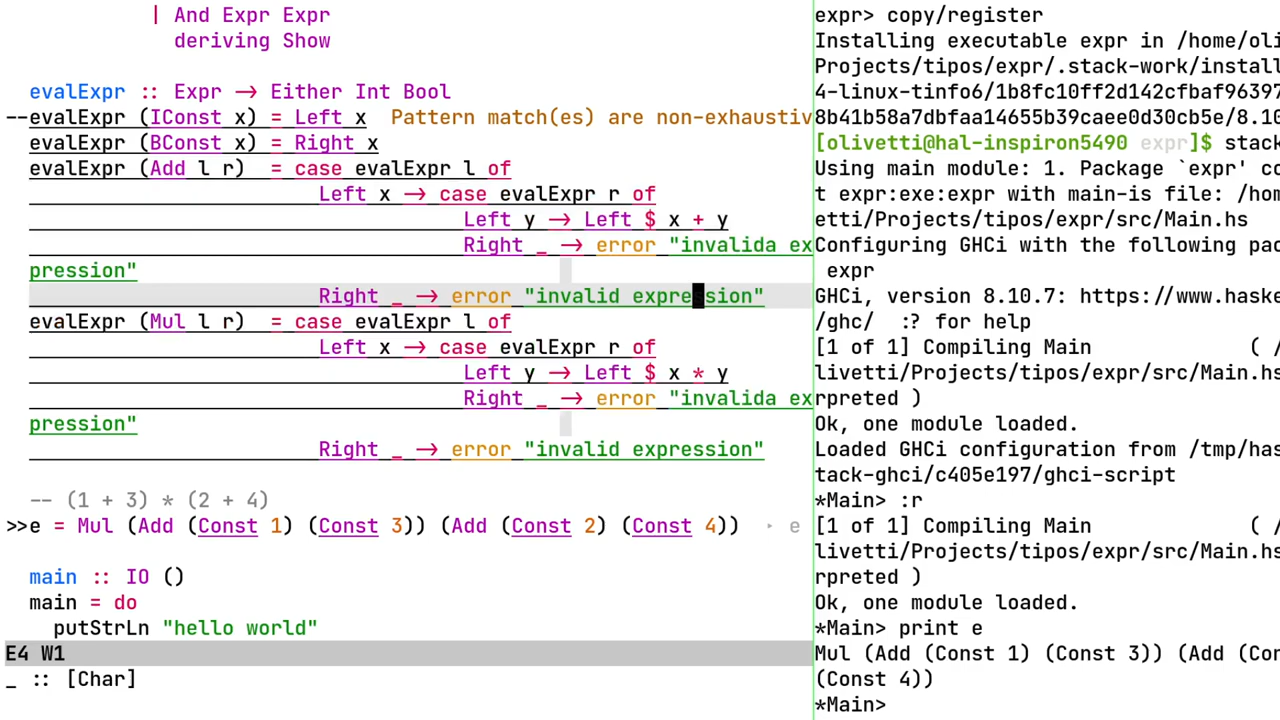 | And Expr Expr
deriving Show
evalExpr :: Expr -> Either Int Bool
--evalExpr (IConst x) = Left x  Pattern match(es) are non-exhaustiv
evalExpr (BConst x) = Right x
evalExpr (Add l r)  = case evalExpr l of
Left x -> case evalExpr r of
Left y -> Left $ x + y
Right _ -> error "invalida ex
pression"
Right _ -> error "invalid expression"
evalExpr (Mul l r)  = case evalExpr l of
Left x -> case evalExpr r of
Left y -> Left $ x * y
Right _ -> error "invalida ex
pression"
Right _ -> error "invalid expression"
-- (1 + 3) * (2 + 4)
>>e = Mul (Add (Const 1) (Const 3)) (Add (Const 2) (Const 4))  ‣ e
main :: IO ()
main = do
putStrLn "hello world"
E4 W1
_ :: [Char]
expr> copy/register
Installing executable expr in /home/oli
Projects/tipos/expr/.stack-work/install
4-linux-tinfo6/1b8fc10ff2d142cfbaf96397
8b41b58a7dbfaa14655b39caee0d30cb5e/8.10
[olivetti@hal-inspiron5490 expr]$ stack
Using main module: 1. Package `expr' co
t expr:exe:expr with main-is file: /hom
etti/Projects/tipos/expr/src/Main.hs
Configuring GHCi with the following pac
expr
GHCi, version 8.10.7: https://www.haske
/ghc/  :? for help
[1 of 1] Compiling Main             ( /
livetti/Projects/tipos/expr/src/Main.hs
rpreted )
Ok, one module loaded.
Loaded GHCi configuration from /tmp/has
tack-ghci/c405e197/ghci-script
*Main> :r
[1 of 1] Compiling Main             ( /
livetti/Projects/tipos/expr/src/Main.hs
rpreted )
Ok, one module loaded.
*Main> print e
Mul (Add (Const 1) (Const 3)) (Add (Con
(Const 4))
*Main>